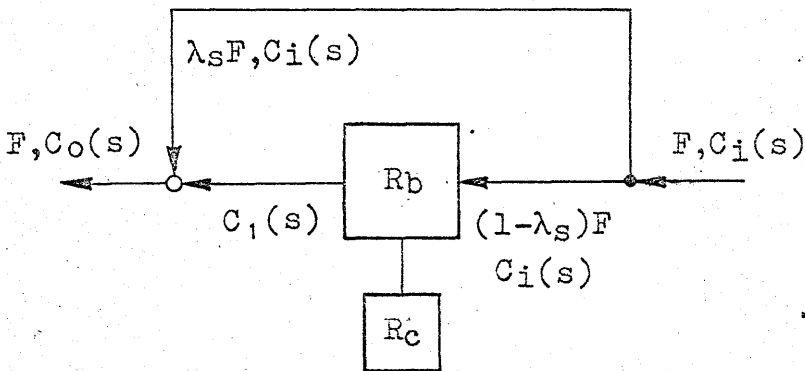 λsF,Ci(s)
F,Co(s)
Rb
F,Ci(s)
C₁(s)
(1-λs)F
Ci(s)
Rc